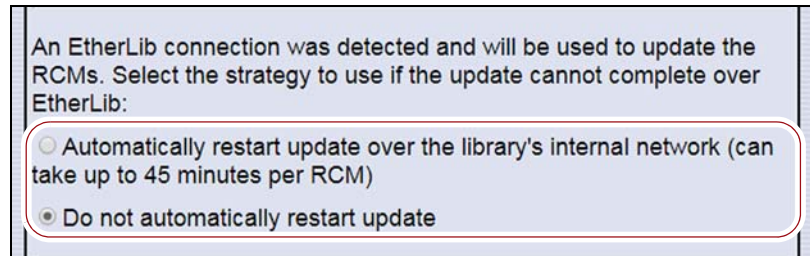 An EtherLib connection was detected and will be used to update the
RCMs. Select the strategy to use if the update cannot complete over
EtherLib:
Automatically restart update over the library's internal network (can
take up to 45 minutes per RCM)
Do not automatically restart update